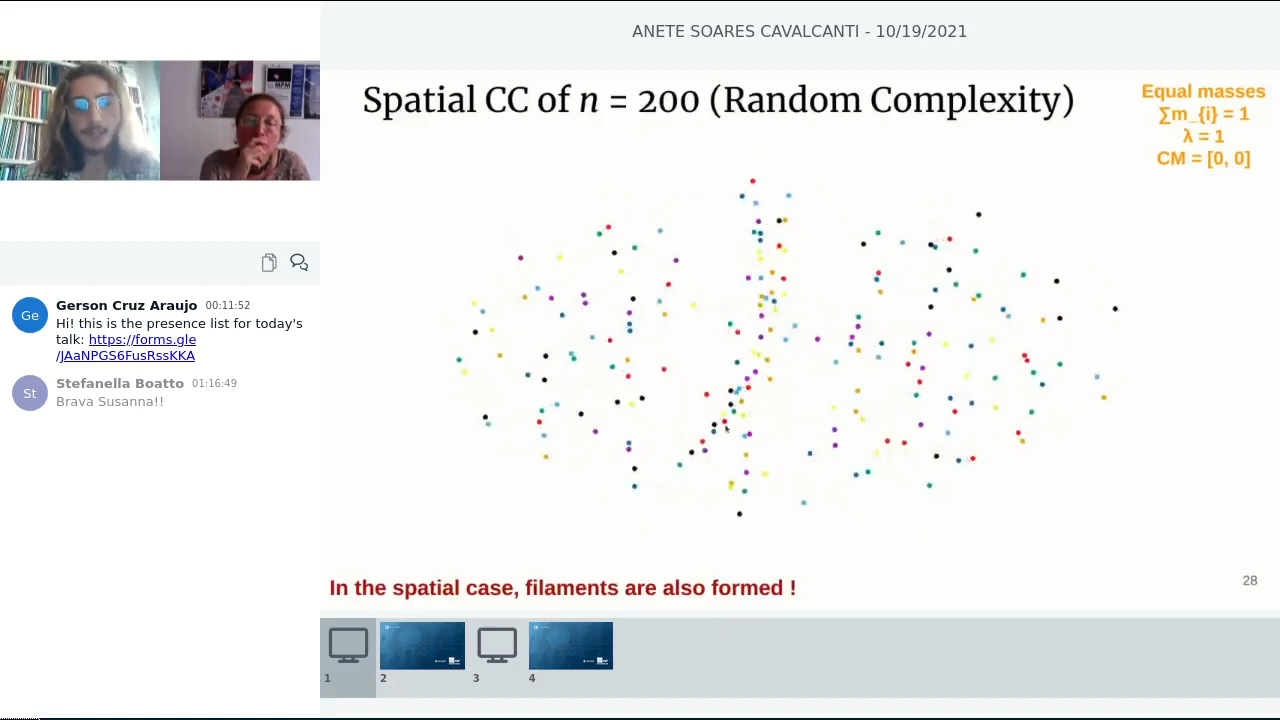 ANETE SOARES CAVALCANTI - 10/19/2021
Spatial CC of n = 200 (Random Complexity)
Equal masses
∑m_{i} = 1
λ = 1
CM = [0, 0]
MPM
Ge
Gerson Cruz Araujo 00:11:52
Hi! this is the presence list for today's
talk: https://forms.gle
/JAaNPGS6FusRssKKA
St
Stefanella Boatto 01:16:49
Brava Susanna!!
In the spatial case, filaments are also formed !
28
1
2
3
4